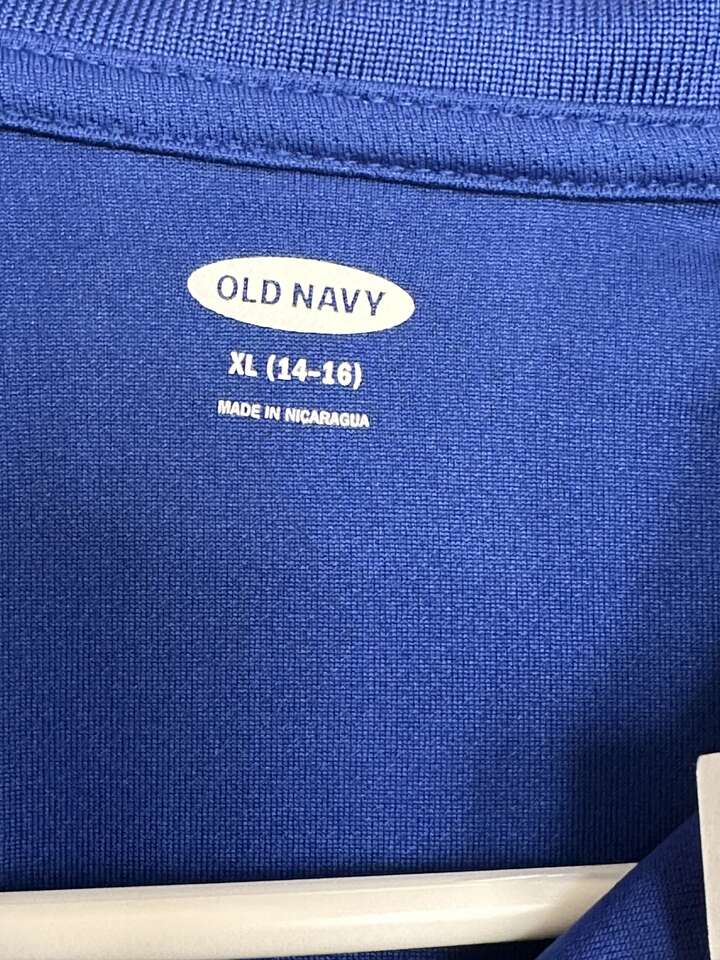 OLD NAVY
XL (14-16)
MADE IN NICARAGUA